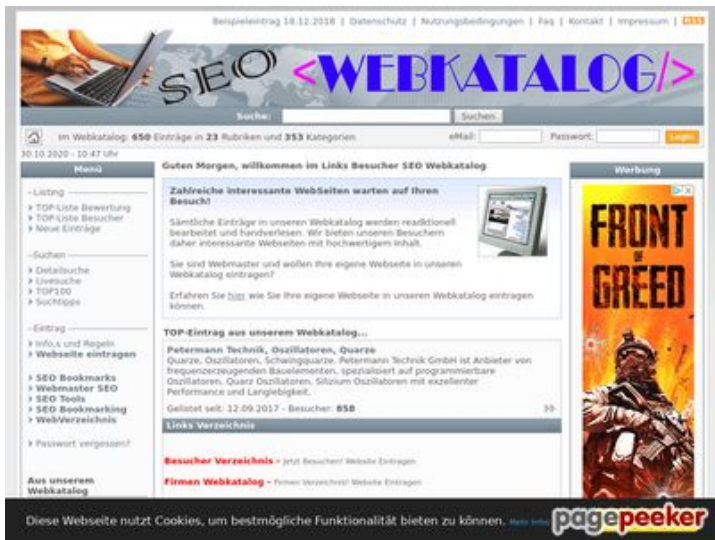 Beispieleintrag 18.12.2018 | Datenschutz | Nutzungsbedingungen | Faq | Kontakt | Impressum | RSS
SEO <WEBKATALOG/>
Suche: Suchen
Im Webkatalog: 650 Einträge in 23 Rubriken und 353 Kategorien eMail: Passwort: Login
30.10.2020 - 10:47 Uhr
Menü
Listing
TOP-Liste Bewertung
TOP-Liste Besucher
Neue Einträge
Suchen
Detailsuche
Livesuche
TOP100
Suchtipps
Eintrag
Info,s und Regeln
Webseite eintragen
SEO Bookmarks
Webmaster SEO
SEO Tools
SEO Bookmarking
WebVerzeichnis
Passwort vergessen?
Aus unserem
Webkatalog
Guten Morgen, willkommen im Links Besucher SEO Webkatalog
Zahlreiche interessante WebSeiten warten auf Ihren
Besuch!
Sämtliche Einträge in unseren Webkatalog werden readktionell
bearbeitet und handverlesen. Wir bieten unseren Besuchern
daher interessante Webseiten mit hochwertigem Inhalt.
Sie sind Webmaster und wollen Ihre eigene Webseite in unseren
Webkatalog eintragen?
Erfahren Sie hier wie Sie Ihre eigene Webseite in unseren Webkatalog eintragen
können.
TOP-Eintrag aus unserem Webkatalog...
Petermann Technik, Oszillatoren, Quarze
Quarze, Oszillatoren, Schwingquarze. Petermann Technik GmbH ist Anbieter von
frequenzerzeugenden Bauelementen, spezialisiert auf programmierbare
Oszillatoren. Quarz Oszillatoren, Silizium Oszillatoren mit exzellenter
Performance und Langlebigkeit.
Gelistet seit: 12.09.2017 - Besucher: 858 >>
Links Verzeichnis
Besucher Verzeichnis - Jetzt Besuchen! Website Eintragen
Firmen Webkatalog - Firmen Verzeichnis! Website Eintragen
Werbung
FRONT
OF
GREED
Diese Webseite nutzt Cookies, um bestmögliche Funktionalität bieten zu können.
pagepeeker